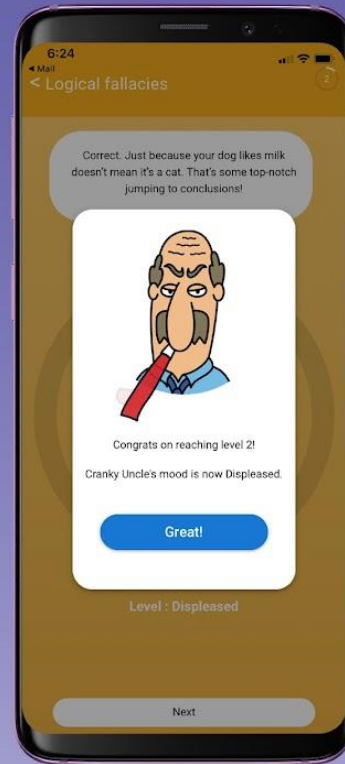 6:24
◀ Mail
< Logical fallacies
2
Correct. Just because your dog likes milk
doesn't mean it's a cat. That's some top-notch
jumping to conclusions!
Congrats on reaching level 2!
Cranky Uncle's mood is now Displeased.
Great!
Level : Displeased
Next